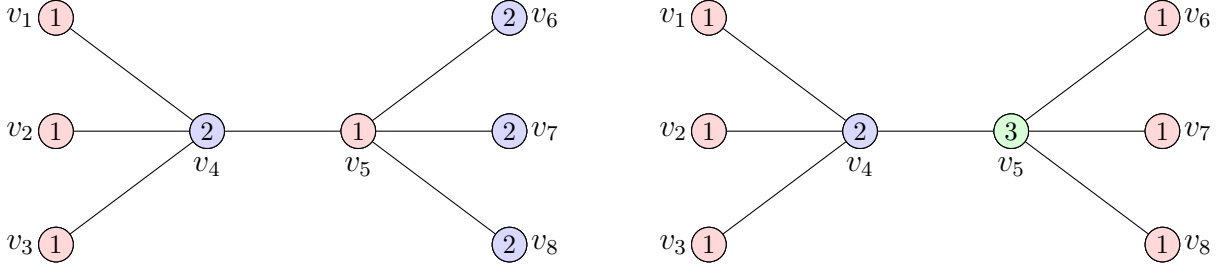 v₁ 1 2 v₆ v₁ 1 1 v₆
v₂ 1 2 1 2 v₇ v₂ 1 2 3 1 v₇
v₄ v₅ v₄ v₅
v₃ 1 2 v₈ v₃ 1 1 v₈